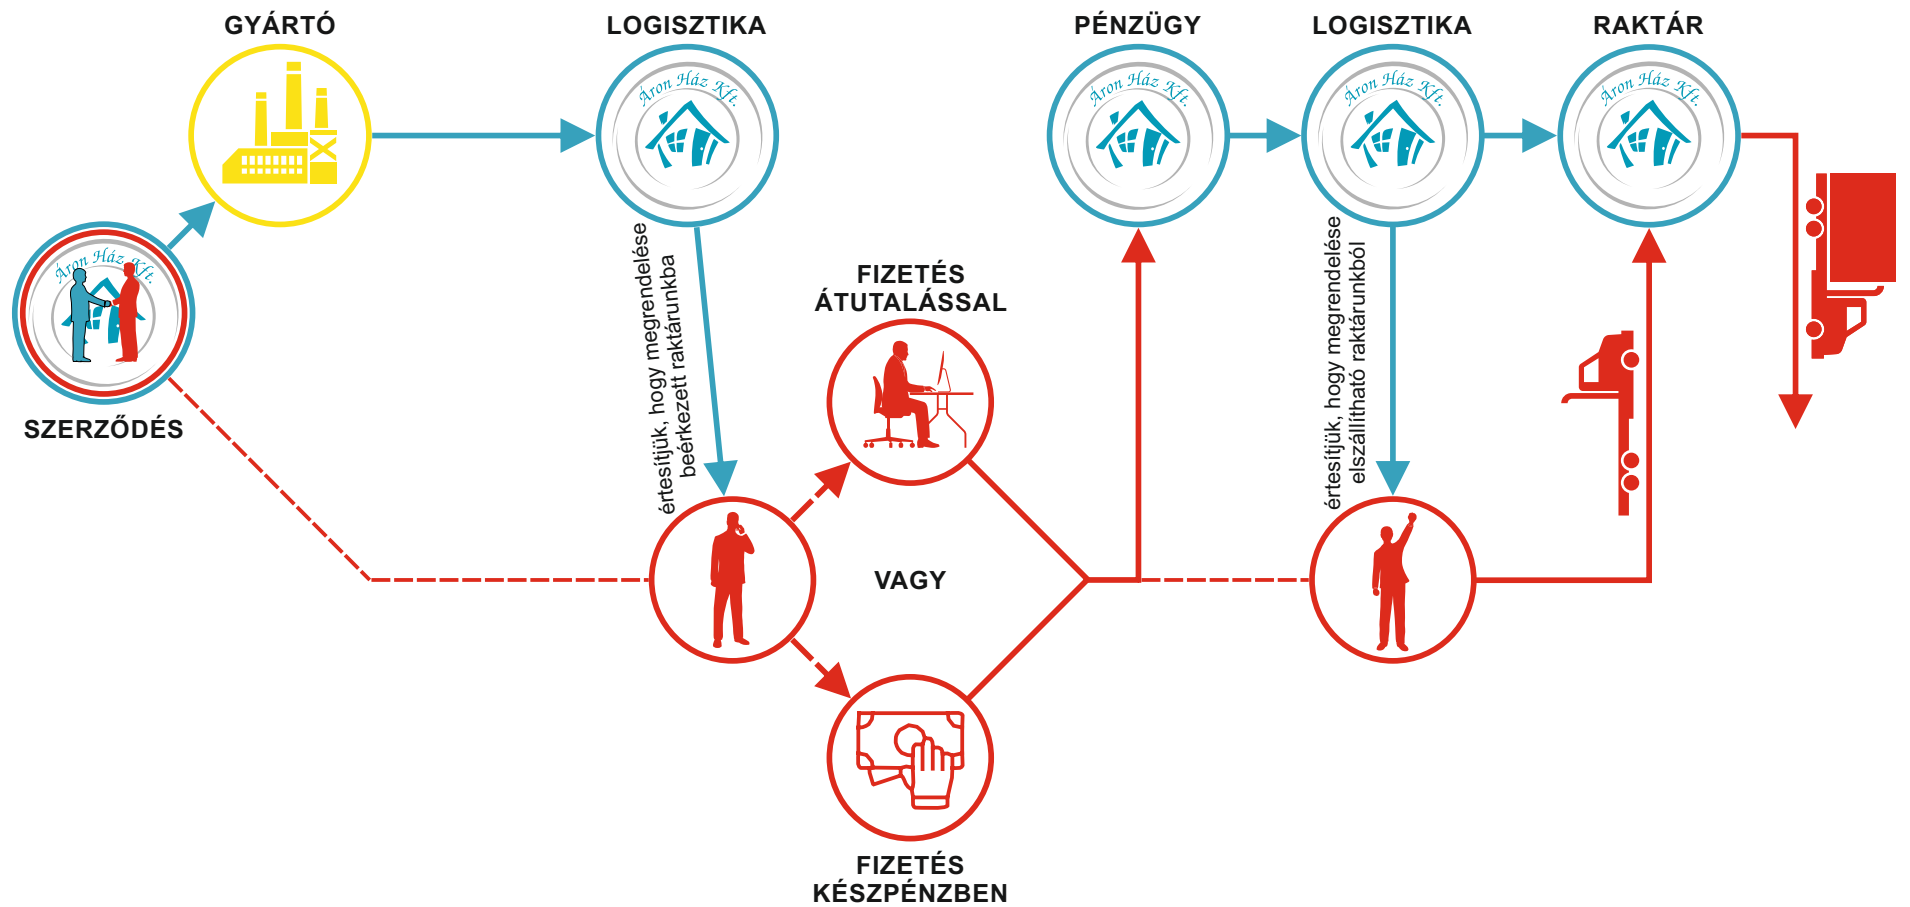 GYÁRTÓ
LOGISZTIKA
PÉNZÜGY
LOGISZTIKA
RAKTÁR
Áron Ház Kft.
Áron Ház Kft.
Áron Ház Kft.
Áron Ház Kft.
Áron Ház Kft.
SZERZŐDÉS
értesítjük, hogy megrendelése
beérkezett raktárunkba
FIZETÉS
ÁTUTALÁSSAL
értesítjük, hogy megrendelése
elszállítható raktárunkból
VAGY
FIZETÉS
KÉSZPÉNZBEN